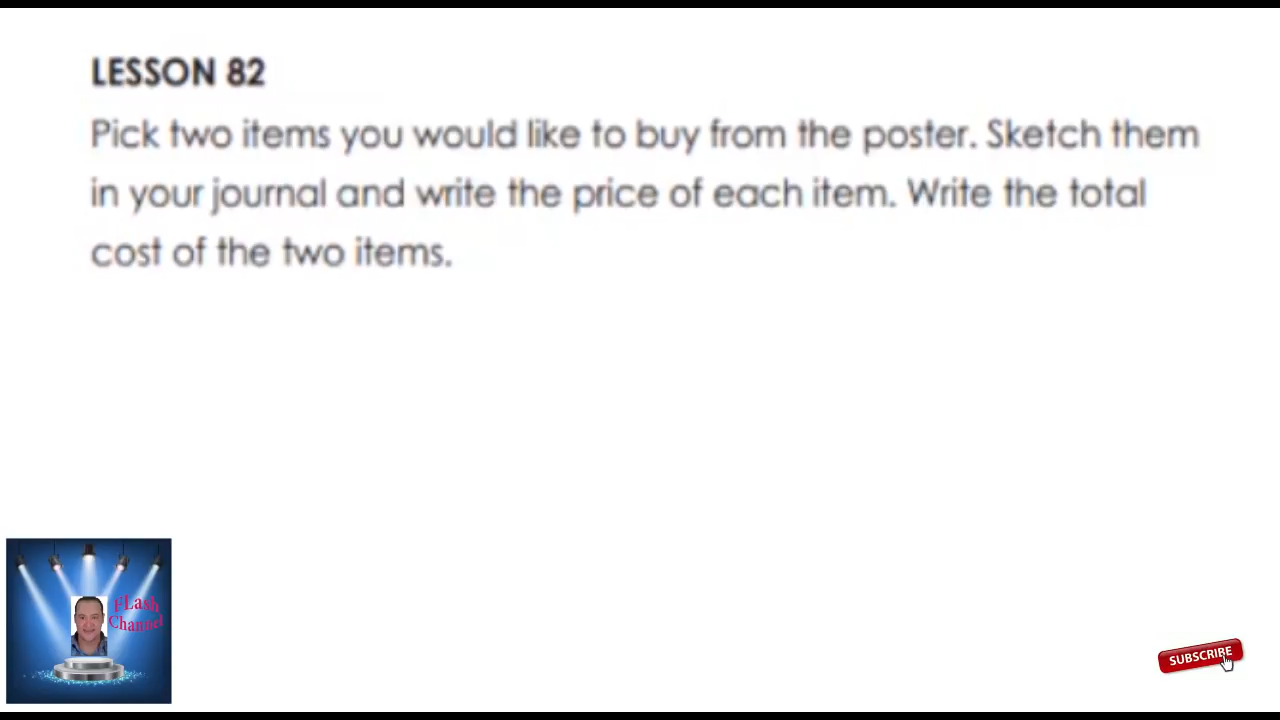 LESSON 82
Pick two items you would like to buy from the poster. Sketch them
in your journal and write the price of each item. Write the total
cost of the two items.
FLash
Channel
SUBSCRIBE